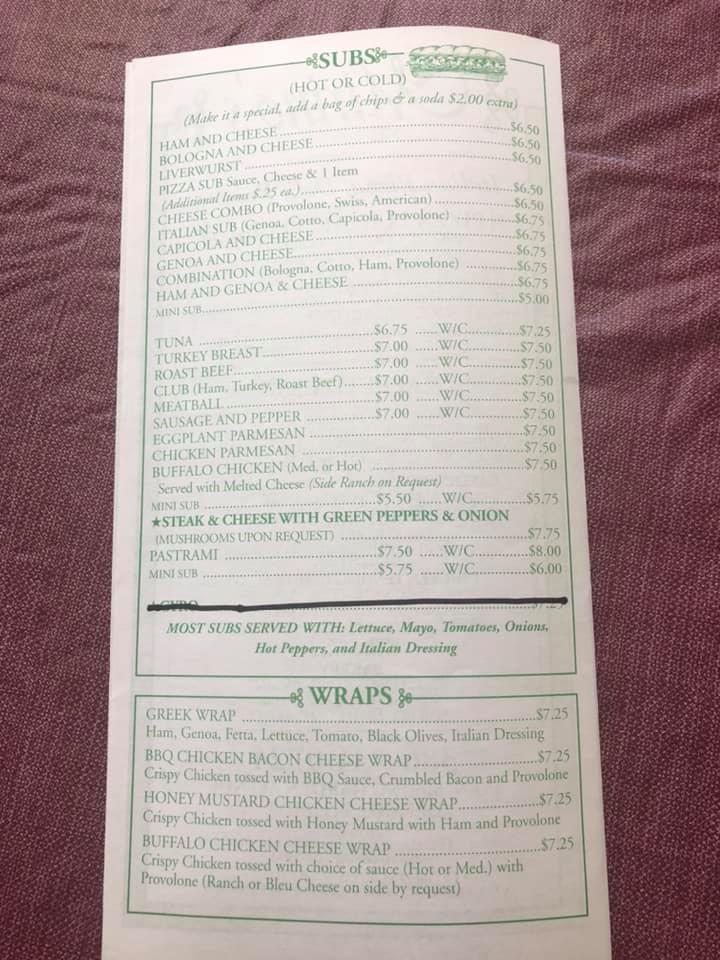 SUBS
(HOT OR COLD)
(Make it a special, add a bag of chips & a soda $2.00 extra)
HAM AND CHEESE $6.50
BOLOGNA AND CHEESE $6.50
LIVERWURST $6.50
PIZZA SUB Sauce, Cheese & 1 Item
(Additional Items $.25 ea.) $6.50
CHEESE COMBO (Provolone, Swiss, American) $6.50
ITALIAN SUB (Genoa, Cotto, Capicola, Provolone) $6.75
CAPICOLA AND CHEESE $6.75
GENOA AND CHEESE $6.75
COMBINATION (Bologna, Cotto, Ham, Provolone) $6.75
HAM AND GENOA & CHEESE $6.75
MINI SUB $5.00
TUNA $6.75 W/C $7.25
TURKEY BREAST $7.00 W/C $7.50
ROAST BEEF $7.00 W/C $7.50
CLUB (Ham, Turkey, Roast Beef) $7.00 W/C $7.50
MEATBALL $7.00 W/C $7.50
SAUSAGE AND PEPPER $7.00 W/C $7.50
EGGPLANT PARMESAN $7.50
CHICKEN PARMESAN $7.50
BUFFALO CHICKEN (Med. or Hot) $7.50
Served with Melted Cheese (Side Ranch on Request)
MINI SUB $5.50 W/C $5.75
★STEAK & CHEESE WITH GREEN PEPPERS & ONION
(MUSHROOMS UPON REQUEST) $7.75
PASTRAMI $7.50 W/C $8.00
MINI SUB $5.75 W/C $6.00
GYRO $7.25
MOST SUBS SERVED WITH: Lettuce, Mayo, Tomatoes, Onions,
Hot Peppers, and Italian Dressing
WRAPS
GREEK WRAP $7.25
Ham, Genoa, Fetta, Lettuce, Tomato, Black Olives, Italian Dressing
BBQ CHICKEN BACON CHEESE WRAP $7.25
Crispy Chicken tossed with BBQ Sauce, Crumbled Bacon and Provolone
HONEY MUSTARD CHICKEN CHEESE WRAP $7.25
Crispy Chicken tossed with Honey Mustard with Ham and Provolone
BUFFALO CHICKEN CHEESE WRAP $7.25
Crispy Chicken tossed with choice of sauce (Hot or Med.) with
Provolone (Ranch or Bleu Cheese on side by request)